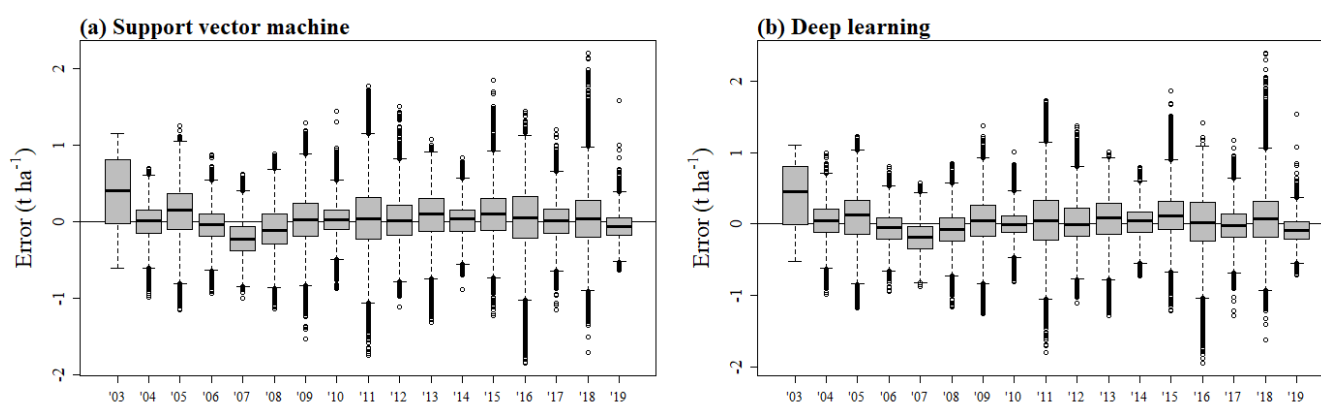 (a) Support vector machine
Error (t ha⁻¹)
2
1
0
-1
-2
'03 '04 '05 '06 '07 '08 '09 '10 '11 '12 '13 '14 '15 '16 '17 '18 '19
(b) Deep learning
Error (t ha⁻¹)
2
1
0
-1
-2
'03 '04 '05 '06 '07 '08 '09 '10 '11 '12 '13 '14 '15 '16 '17 '18 '19